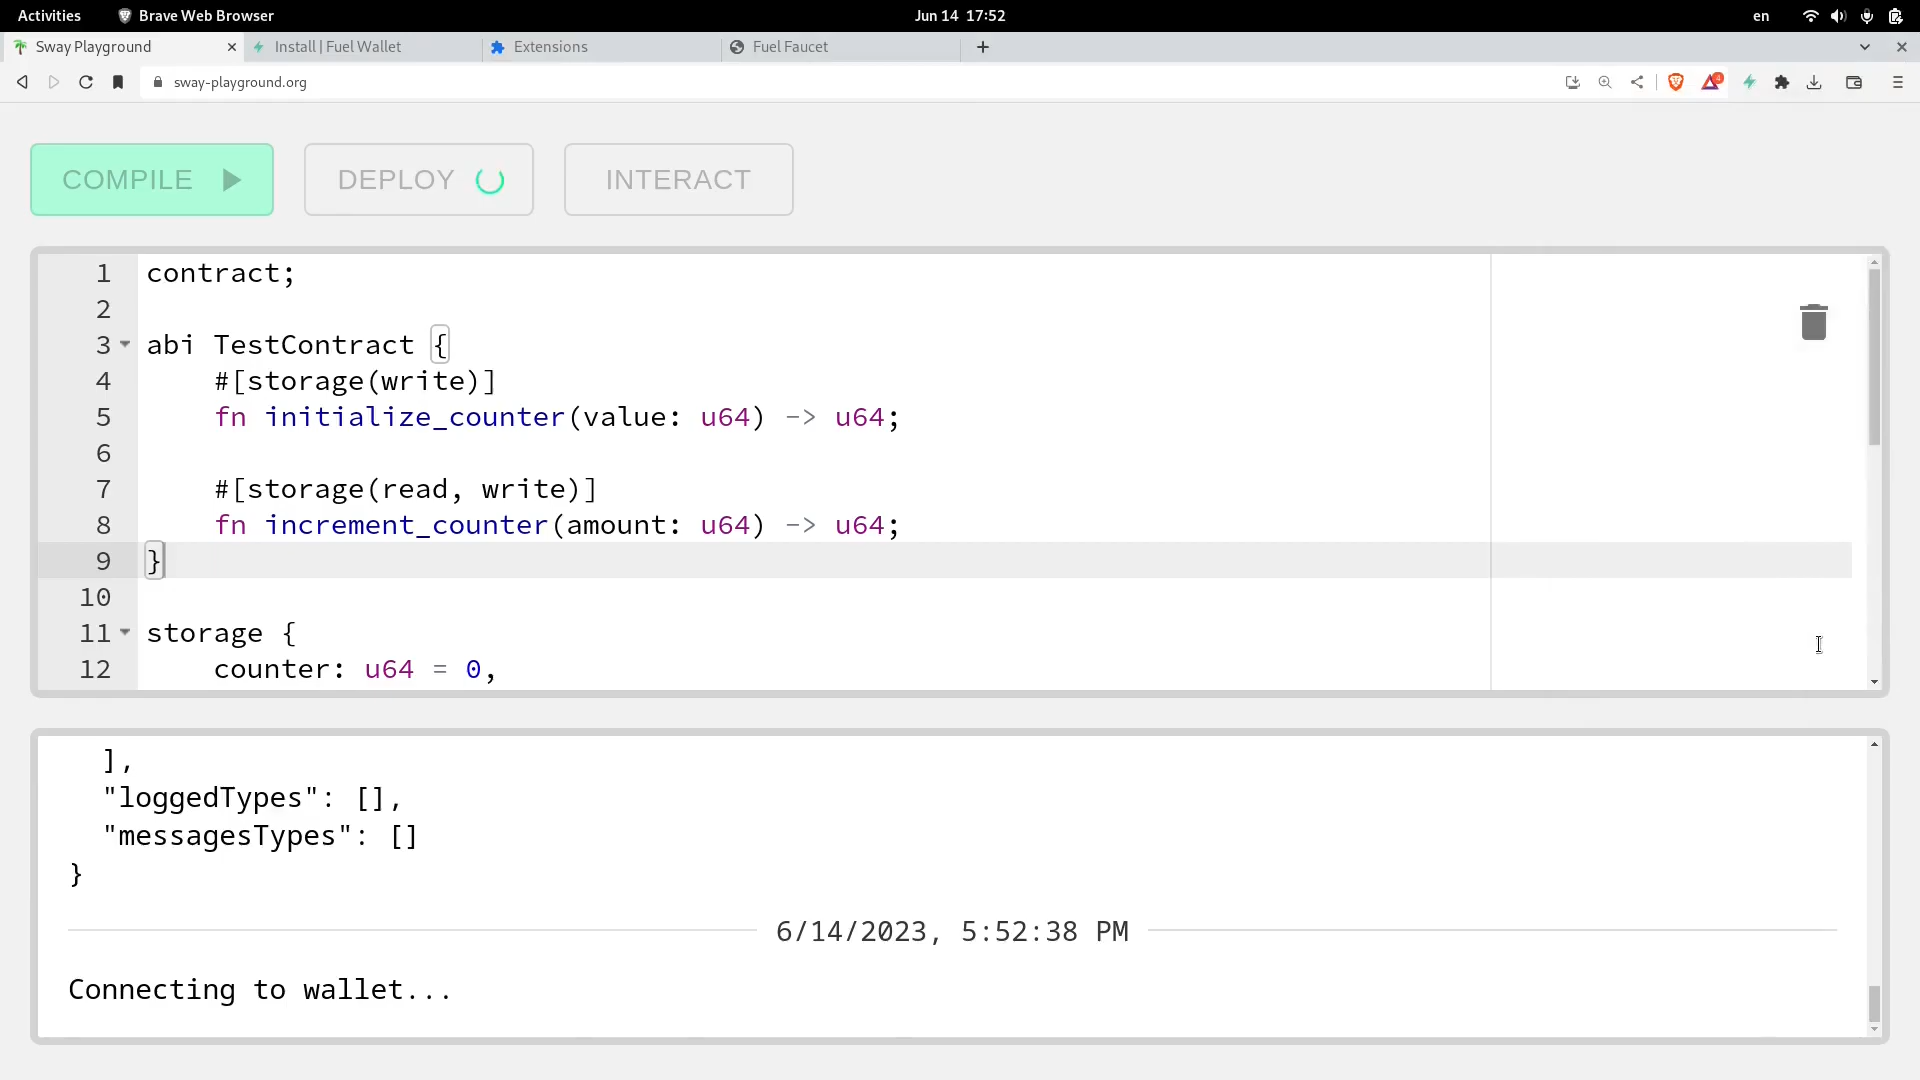 Activities Brave Web Browser Jun 14 17:52 en
Sway Playground Install | Fuel Wallet Extensions Fuel Faucet
sway-playground.org 4
COMPILE DEPLOY INTERACT
1 contract;
2
3 abi TestContract {
4 #[storage(write)]
5 fn initialize_counter(value: u64) -> u64;
6
7 #[storage(read, write)]
8 fn increment_counter(amount: u64) -> u64;
9 }
10
11 storage {
12 counter: u64 = 0,
],
"loggedTypes": [],
"messagesTypes": []
}
6/14/2023, 5:52:38 PM
Connecting to wallet...